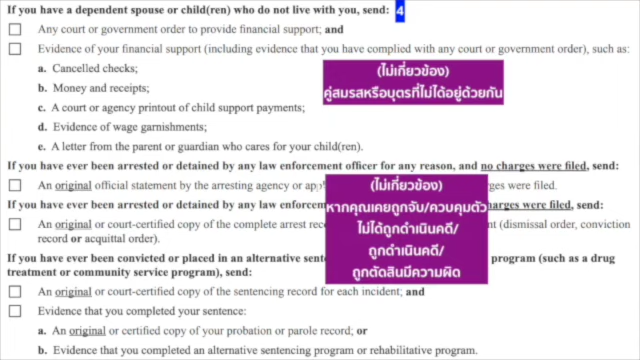 If you have a dependent spouse or child(ren) who do not live with you, send: 4
Any court or government order to provide financial support; and
Evidence of your financial support (including evidence that you have complied with any court or government order), such as:
a. Cancelled checks;
b. Money and receipts;
c. A court or agency printout of child support payments;
d. Evidence of wage garnishments;
e. A letter from the parent or guardian who cares for your child(ren).
(ไม่เกี่ยวข้อง)
คู่สมรสหรือบุตรที่ไม่ได้อยู่ด้วยกัน
If you have ever been arrested or detained by any law enforcement officer for any reason, and no charges were filed, send:
An original official statement by the arresting agency or ges were filed.
If you have ever been arrested or detained by any law harges were filed, send:
An original or court-certified copy of the complete arrest nt (dismissal order, conviction
record or acquittal order).
(ไม่เกี่ยวข้อง)
หากคุณเคยถูกจับ/ควบคุมตัว
ไม่ได้ถูกดำเนินคดี/
ถูกดำเนินคดี/
ถูกตัดสินมีความผิด
If you have ever been convicted or placed in an alternative program (such as a drug
treatment or community service program), send:
An original or court-certified copy of the sentencing record for each incident; and
Evidence that you completed your sentence:
a. An original or certified copy of your probation or parole record; or
b. Evidence that you completed an alternative sentencing program or rehabilitative program.